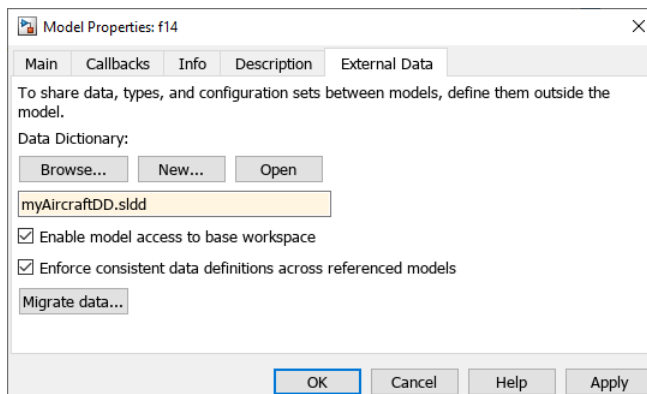 Model Properties: f14
Main Callbacks Info Description External Data
To share data, types, and configuration sets between models, define them outside the
model.
Data Dictionary:
Browse... New... Open
myAircraftDD.sldd
Enable model access to base workspace
Enforce consistent data definitions across referenced models
Migrate data...
OK Cancel Help Apply